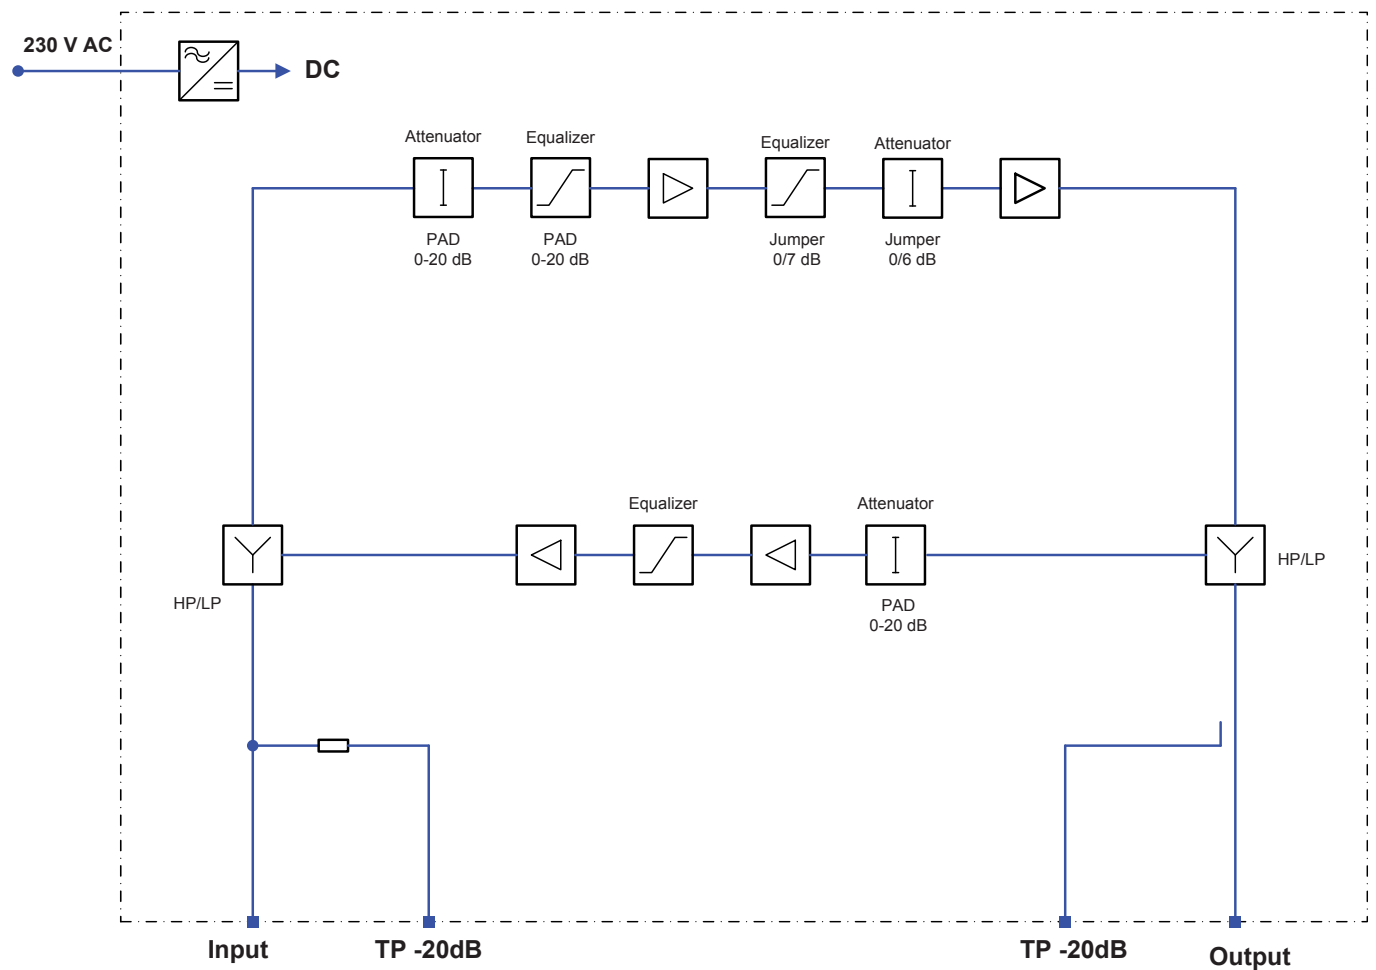 230 V AC
DC
Attenuator
Equalizer
Equalizer
Attenuator
PAD
0-20 dB
PAD
0-20 dB
Jumper
0/7 dB
Jumper
0/6 dB
Equalizer
Attenuator
HP/LP
HP/LP
PAD
0-20 dB
Input
TP -20dB
TP -20dB
Output